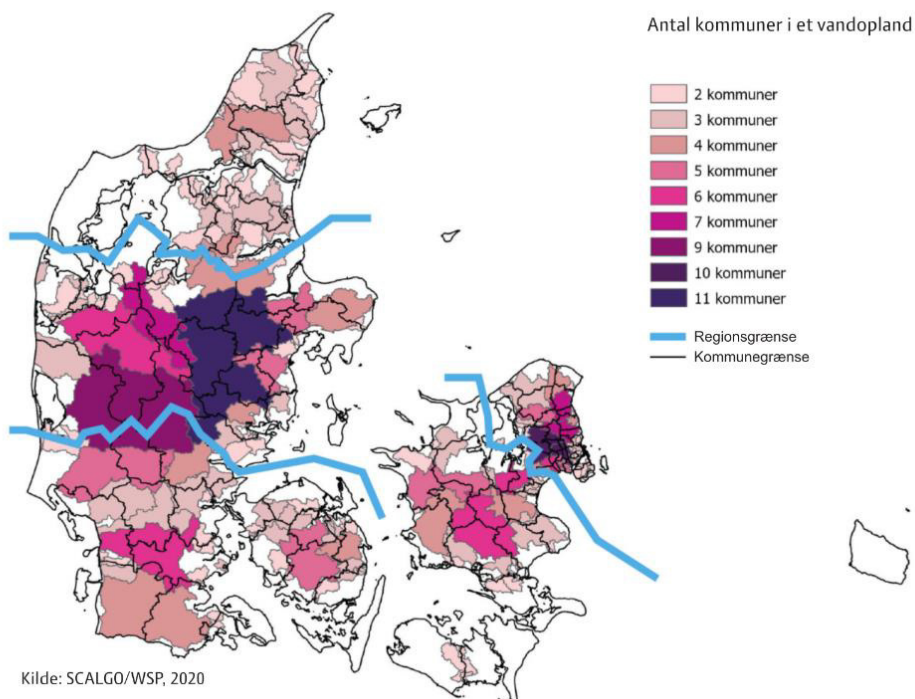 Antal kommuner i et vandopland
2 kommuner
3 kommuner
4 kommuner
5 kommuner
6 kommuner
7 kommuner
9 kommuner
10 kommuner
11 kommuner
Regionsgrænse
Kommunegrænse
Kilde: SCALGO/WSP, 2020